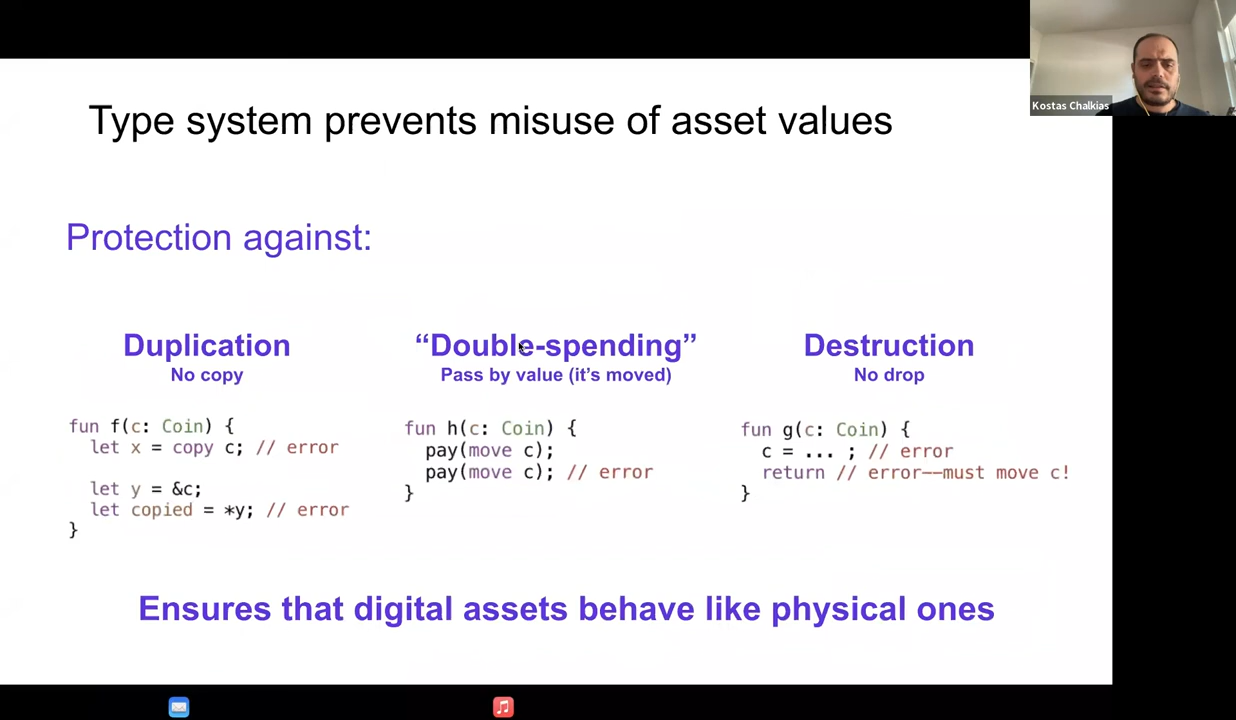 Kostas Chalkias
Type system prevents misuse of asset values
Protection against:
Duplication
No copy
fun f(c: Coin) {
  let x = copy c; // error

  let y = &c;
  let copied = *y; // error
}
“Double-spending”
Pass by value (it’s moved)
fun h(c: Coin) {
  pay(move c);
  pay(move c); // error
}
Destruction
No drop
fun g(c: Coin) {
  c = ... ; // error
  return // error––must move c!
}
Ensures that digital assets behave like physical ones